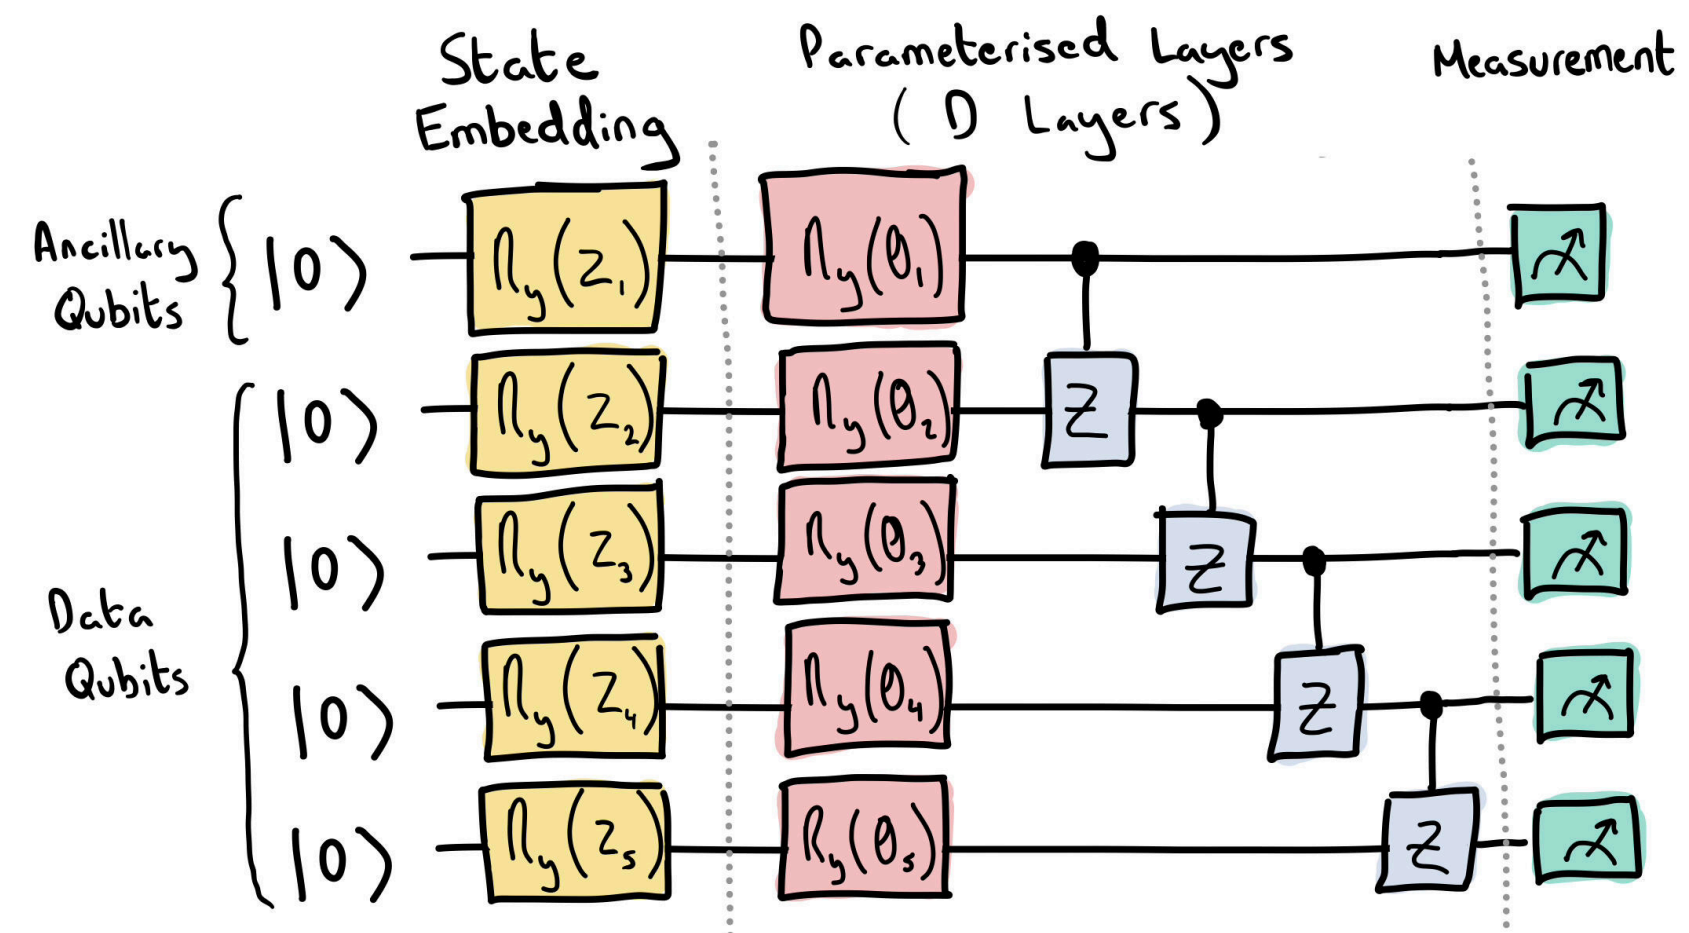 State
Embedding
Parameterised Layers
( D Layers )
Measurement
Ancillary
Qubits
|0⟩
Ry(Z1)
Ry(θ1)
|0⟩
Ry(Z2)
Ry(θ2)
Z
Data
Qubits
|0⟩
Ry(Z3)
Ry(θ3)
Z
|0⟩
Ry(Z4)
Ry(θ4)
Z
|0⟩
Ry(Z5)
Ry(θ5)
Z